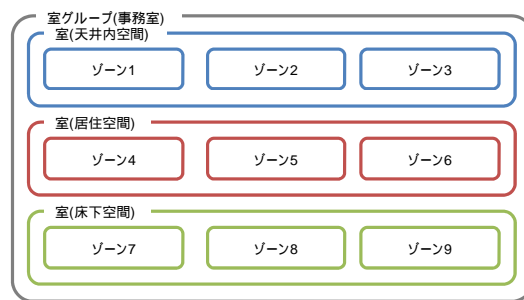 室グループ(事務室)
室(天井内空間)
ゾーン1 ゾーン2 ゾーン3
室(居住空間)
ゾーン4 ゾーン5 ゾーン6
室(床下空間)
ゾーン7 ゾーン8 ゾーン9